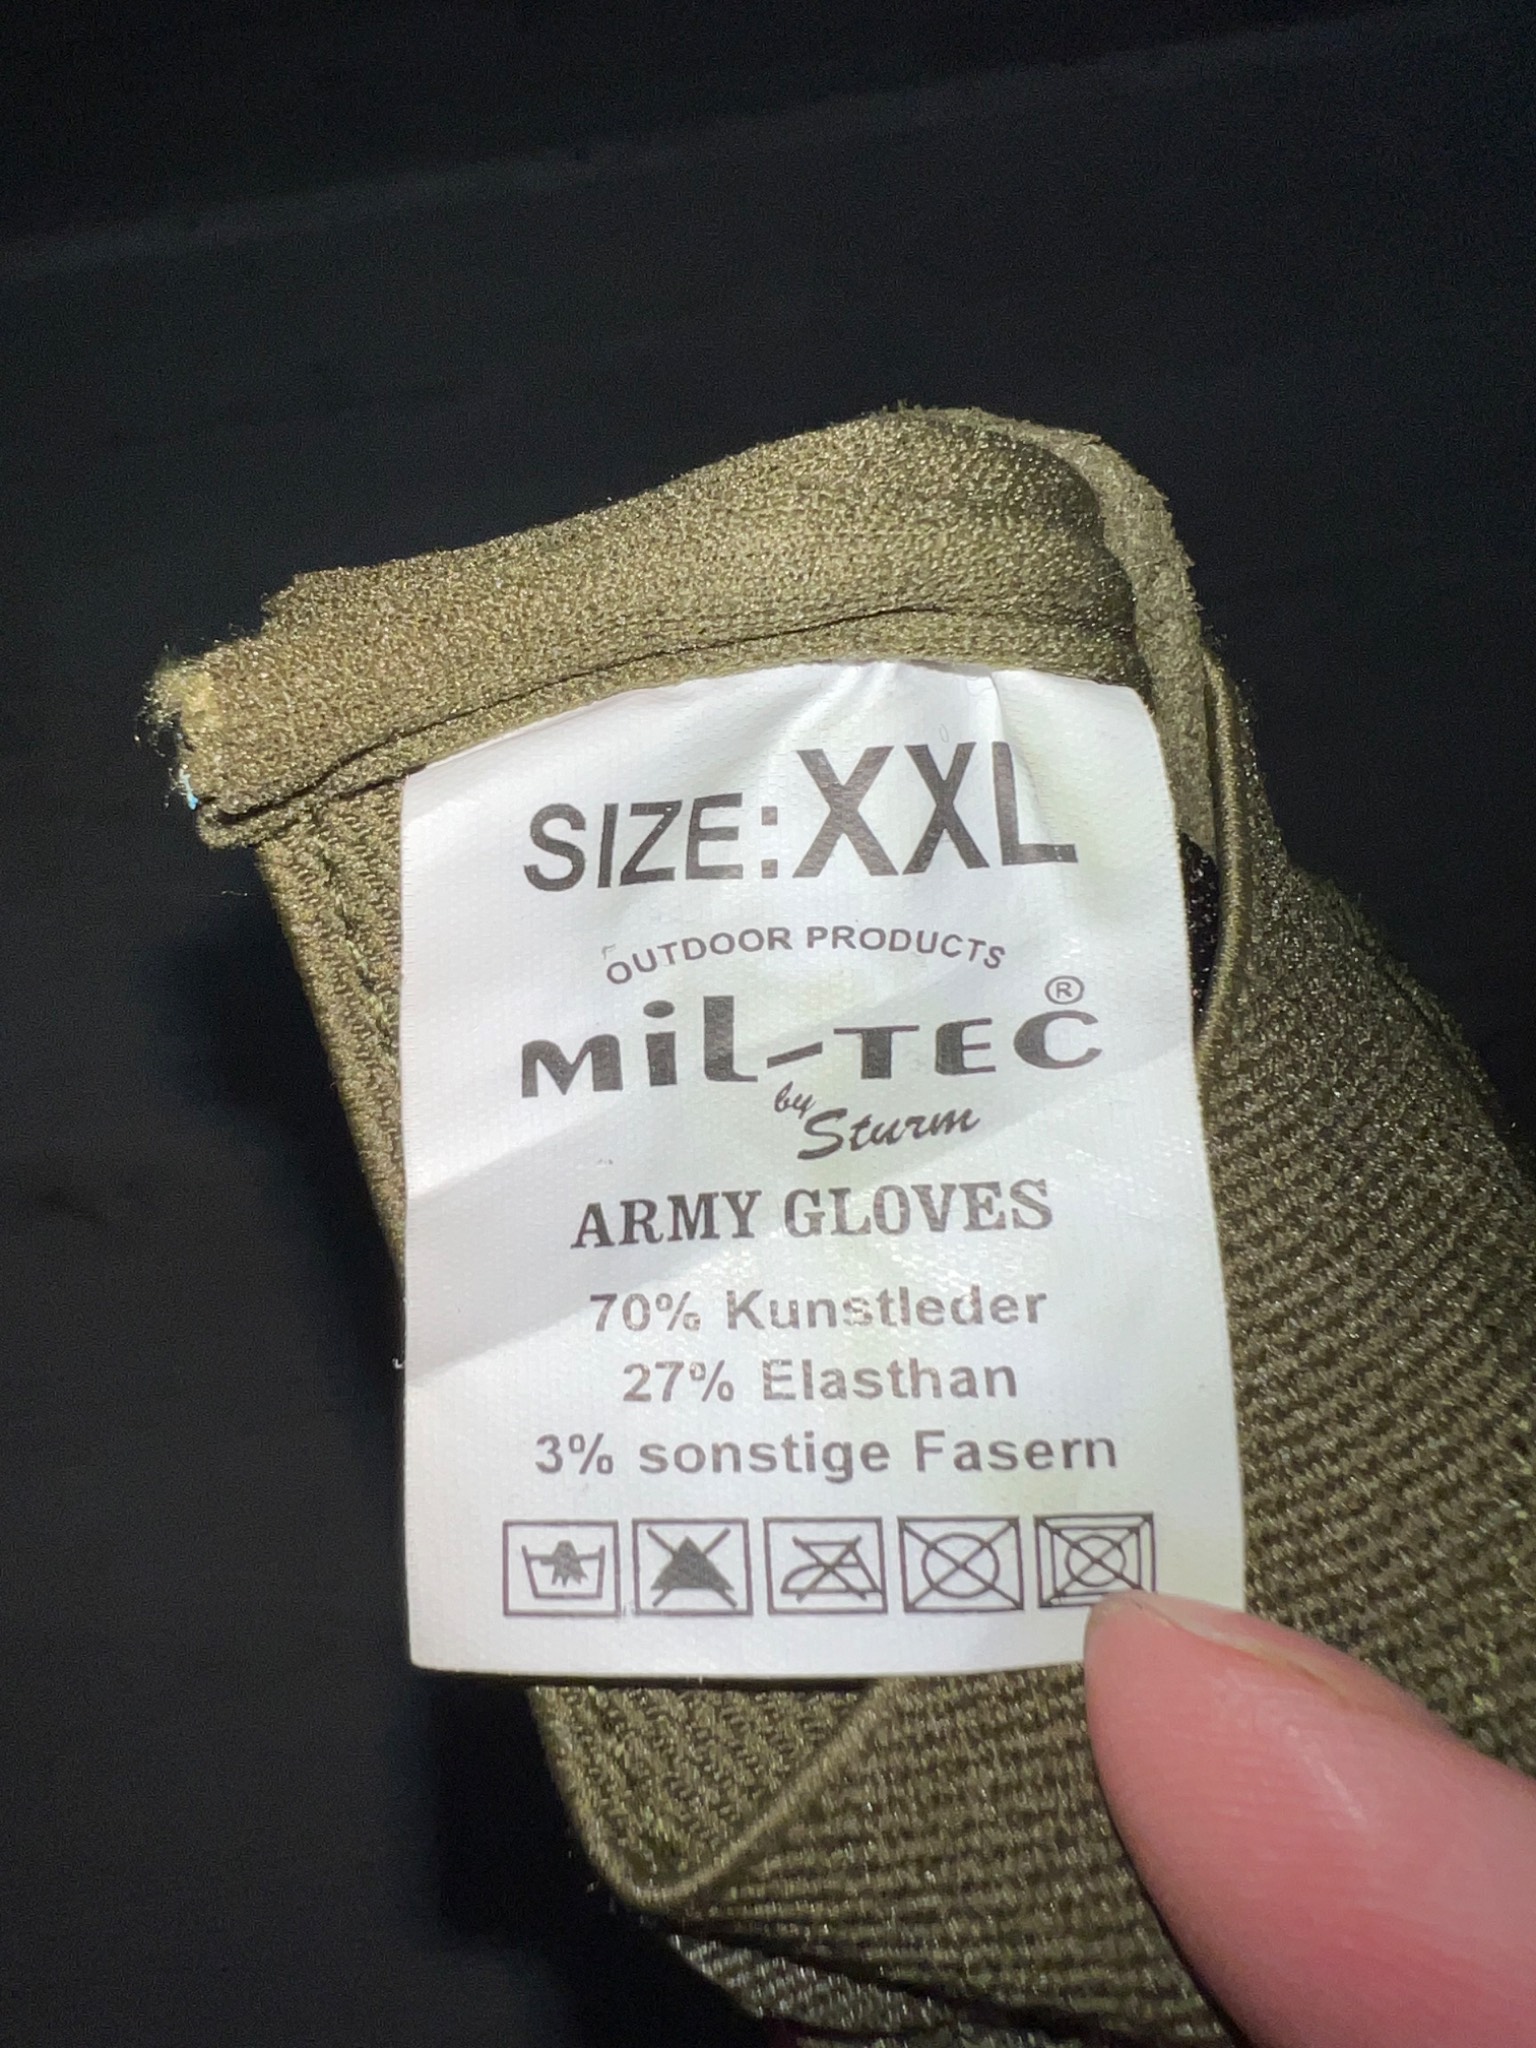 SIZE: XXL
OUTDOOR PRODUCTS
MiL-TEC®
by Sturm
ARMY GLOVES
70% Kunstleder
27% Elasthan
3% sonstige Fasern